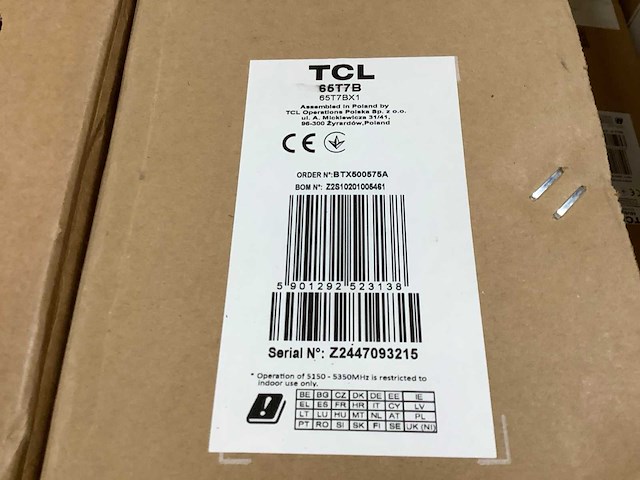 TCL
65T7B
65T7BX1
Assembled in Poland by
TCL Operations Polska Sp. z o.o.
ul. A. Mickiewicza 31/41,
96-300 Żyrardów,Poland
CE
ORDER N°:BTX500575A
BOM N°: Z2S10201005461
5 901292 523138
Serial N°: Z2447093215
* Operation of 5150 - 5350MHz is restricted to
indoor use only.
BE BG CZ DK DE EE IE
EL ES FR HR IT CY LV
LT LU HU MT NL AT PL
PT RO SI SK FI SE UK (NI)